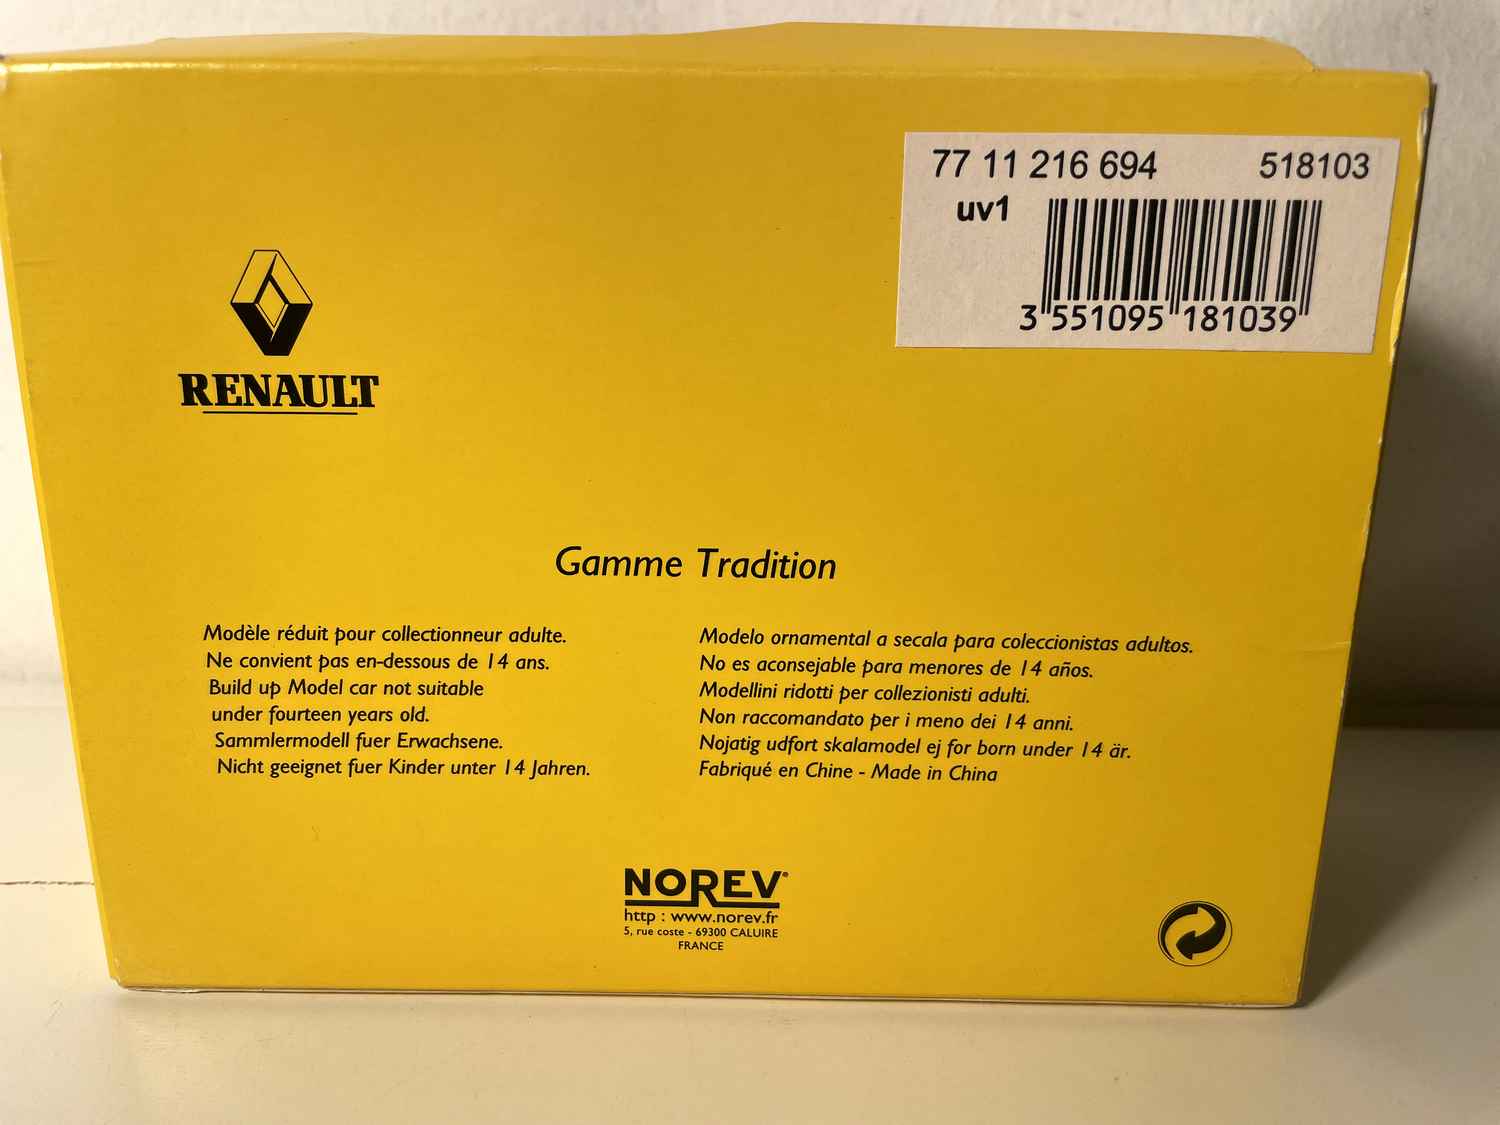 77 11 216 694 518103
uv1
3 551095 181039
RENAULT
Gamme Tradition
Modèle réduit pour collectionneur adulte.
Ne convient pas en-dessous de 14 ans.
Build up Model car not suitable
under fourteen years old.
Sammlermodell fuer Erwachsene.
Nicht geeignet fuer Kinder unter 14 Jahren.
Modelo ornamental a secala para coleccionistas adultos.
No es aconsejable para menores de 14 años.
Modellini ridotti per collezionisti adulti.
Non raccomandato per i meno dei 14 anni.
Nojatig udfort skalamodel ej for born under 14 är.
Fabriqué en Chine - Made in China
NOREV®
http : www.norev.fr
5, rue coste - 69300 CALUIRE
FRANCE